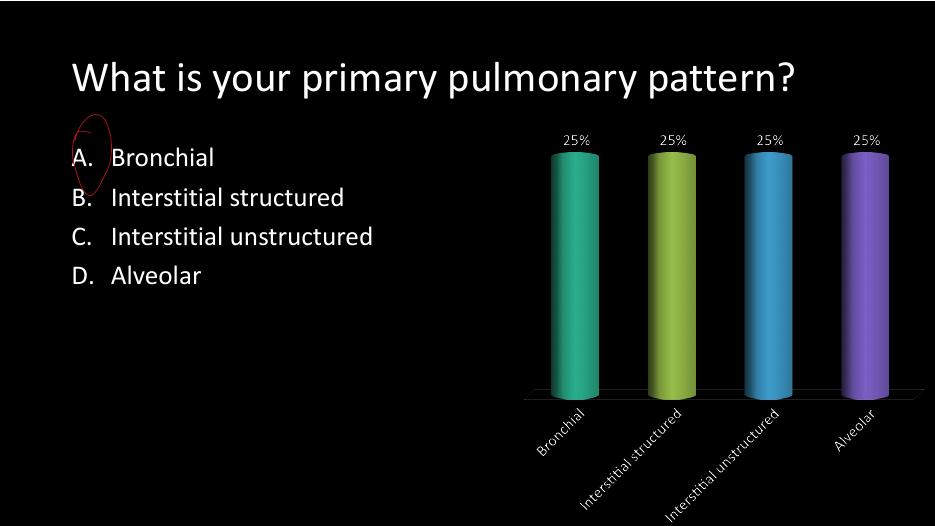 What is your primary pulmonary pattern?
A. Bronchial
B. Interstitial structured
C. Interstitial unstructured
D. Alveolar
25% 25% 25% 25%
Bronchial
Interstitial structured
Interstitial unstructured
Alveolar